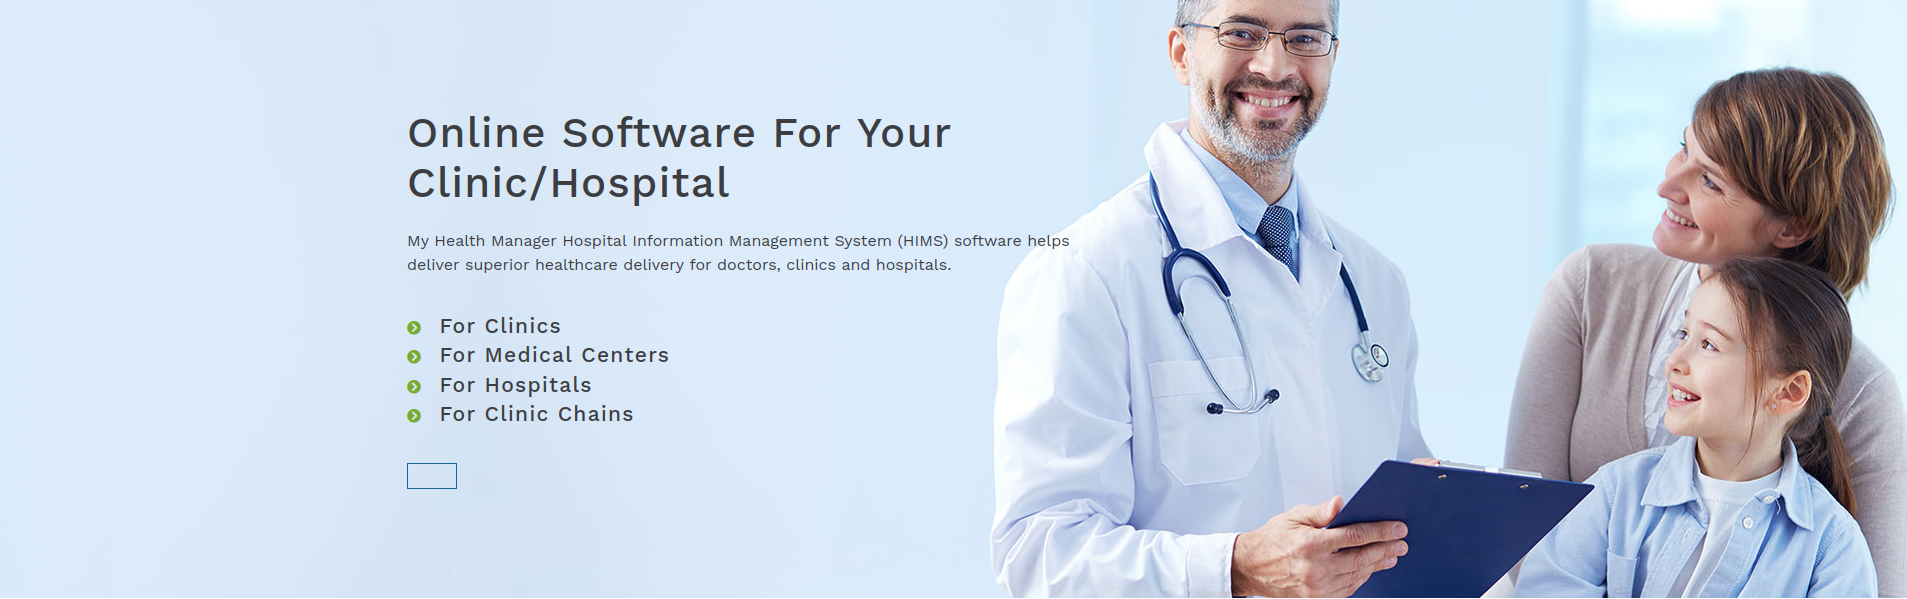 Online Software For Your
Clinic/Hospital
My Health Manager Hospital Information Management System (HIMS) software helps
deliver superior healthcare delivery for doctors, clinics and hospitals.
For Clinics
For Medical Centers
For Hospitals
For Clinic Chains